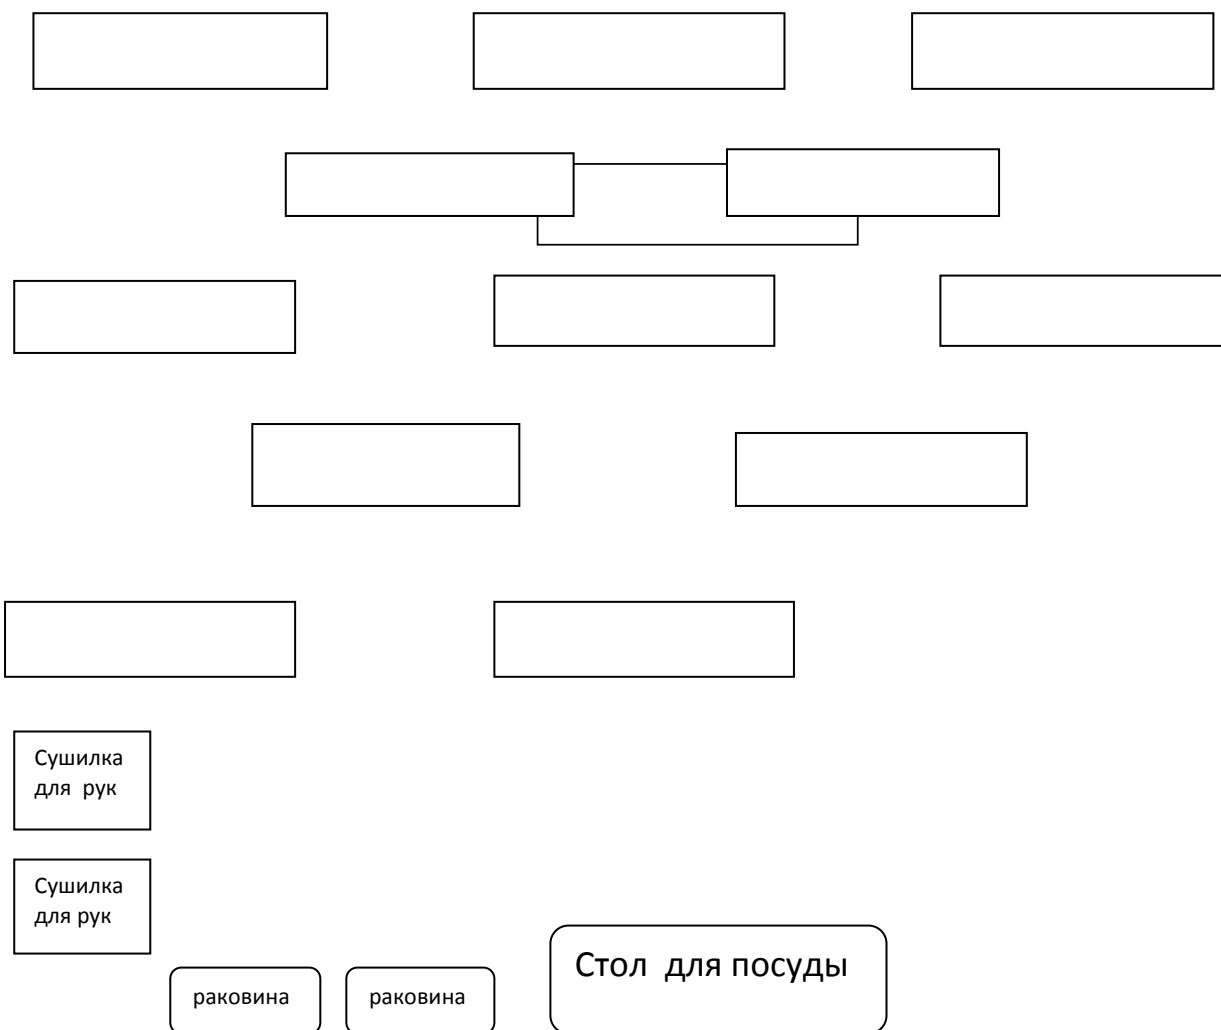 Сушилка
для  рук
Сушилка
для рук
раковина
раковина
Стол  для посуды